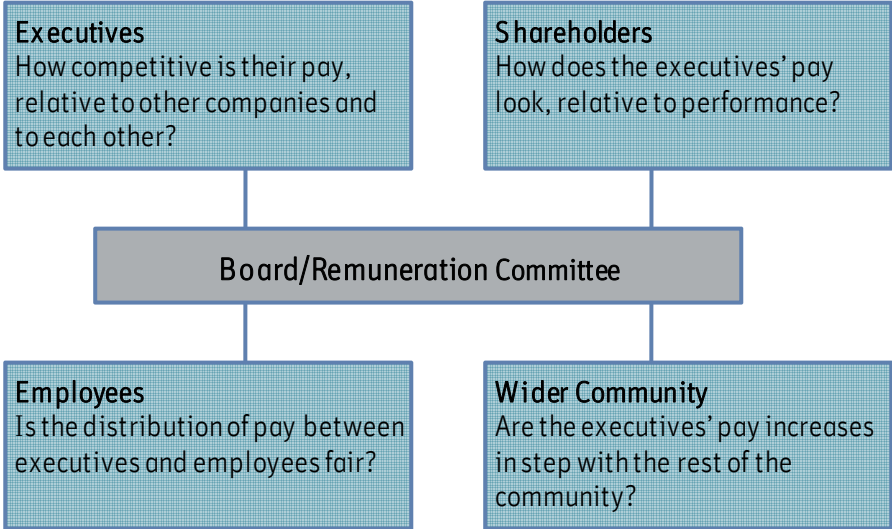 Executives
How competitive is their pay,
relative to other companies and
to each other?
Shareholders
How does the executives’ pay
look, relative to performance?
Board/Remuneration Committee
Employees
Is the distribution of pay between
executives and employees fair?
Wider Community
Are the executives’ pay increases
in step with the rest of the
community?